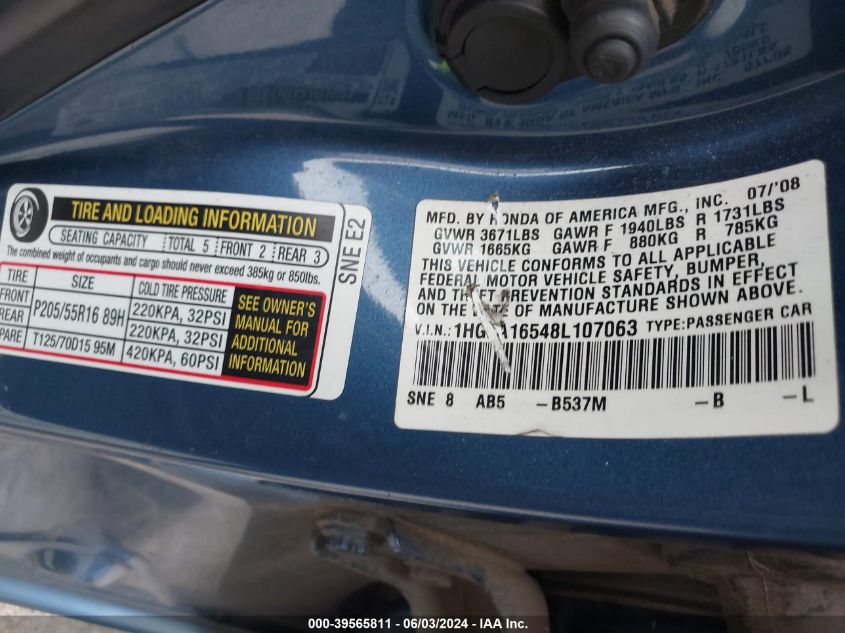 TIRE AND LOADING INFORMATION
SEATING CAPACITY TOTAL 5 FRONT 2 REAR 3
The combined weight of occupants and cargo should never exceed 385kg or 850lbs.
TIRE SIZE COLD TIRE PRESSURE
FRONT P205/55R16 89H 220KPA, 32PSI
REAR 220KPA, 32PSI
PARE T125/70D15 95M 420KPA, 60PSI
SEE OWNER'S
MANUAL FOR
ADDITIONAL
INFORMATION
SNE E2
MFD. BY HONDA OF AMERICA MFG., INC. 07/'08
GVWR 3671LBS GAWR F 1940LBS R 1731LBS
GVWR 1665KG GAWR F 880KG R 785KG
THIS VEHICLE CONFORMS TO ALL APPLICABLE
FEDERAL MOTOR VEHICLE SAFETY, BUMPER,
AND THEFT PREVENTION STANDARDS IN EFFECT
ON THE DATE OF MANUFACTURE SHOWN ABOVE.
V.I.N.: 16548L107063 TYPE: PASSENGER CAR
SNE 8 AB5 -B537M -B -L
000-39565811 - 06/03/2024 - IAA Inc.